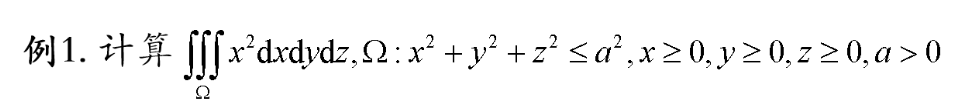 例1. 计算 ∭_Ω x²dxdydz, Ω : x² + y² + z² ≤ a², x ≥ 0, y ≥ 0, z ≥ 0, a > 0